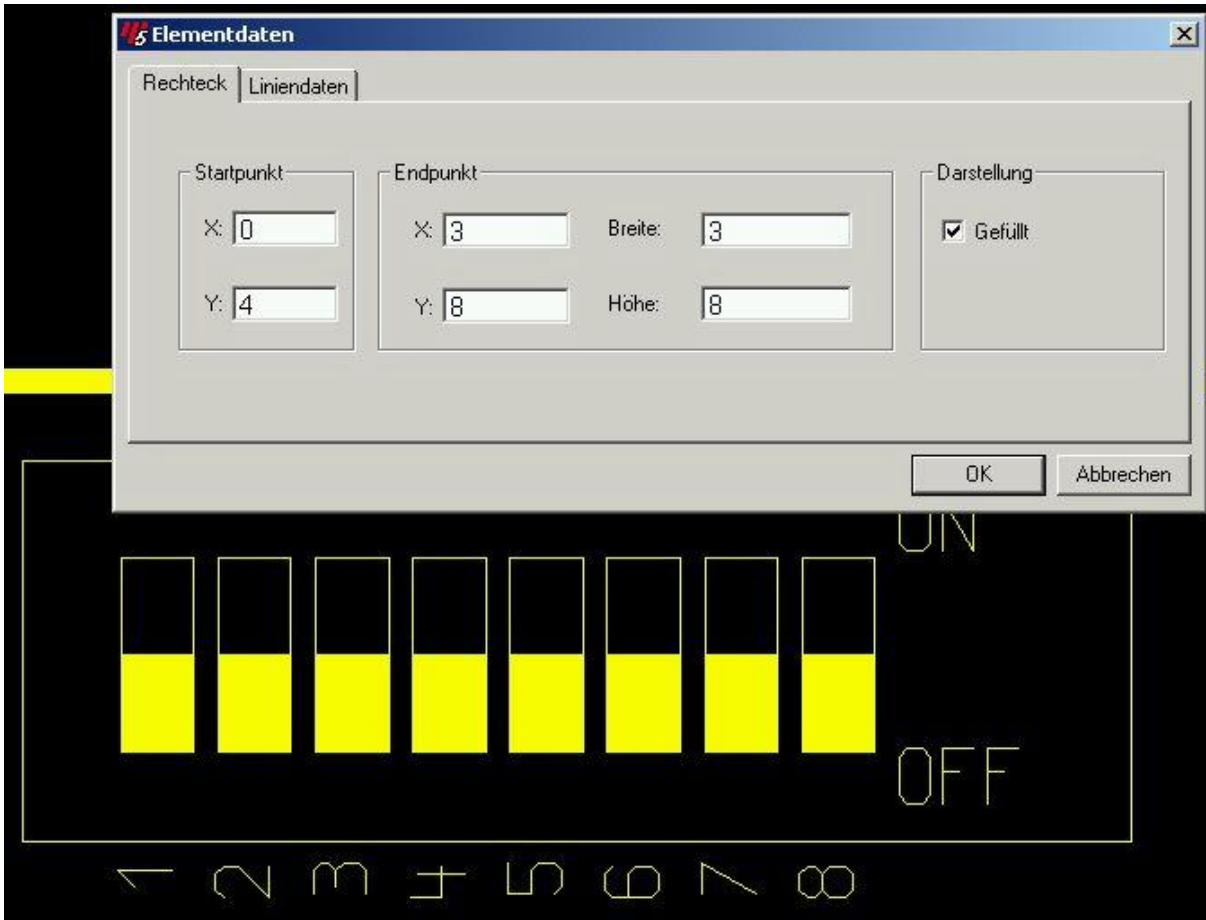 5 Elementdaten
Rechteck Liniendaten
Startpunkt Endpunkt Darstellung
X: 0 X: 3 Breite: 3 Gefüllt
Y: 4 Y: 8 Höhe: 8
OK Abbrechen
ON
OFF
1 2 3 4 5 6 7 8